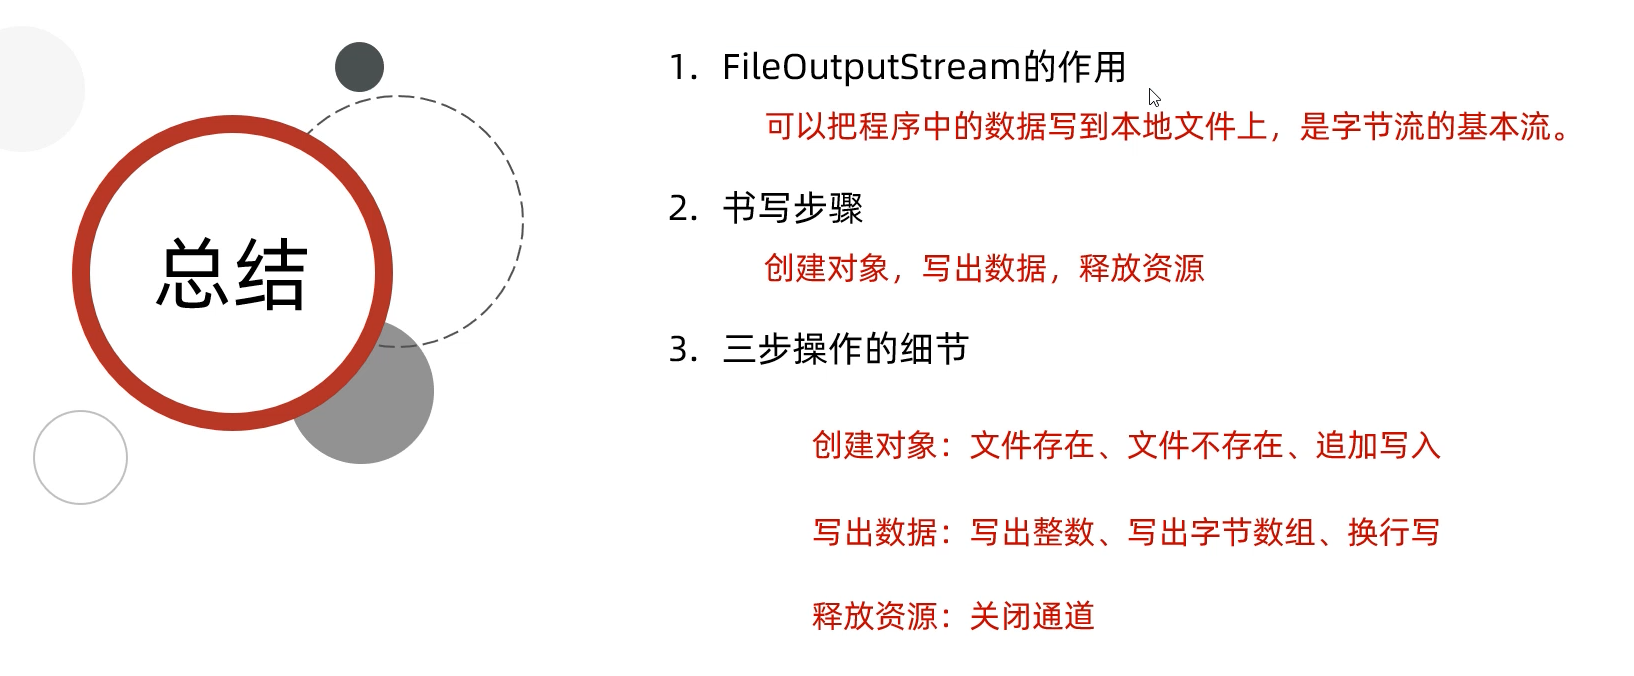 总结
1. FileOutputStream的作用
可以把程序中的数据写到本地文件上，是字节流的基本流。
2. 书写步骤
创建对象，写出数据，释放资源
3. 三步操作的细节
创建对象：文件存在、文件不存在、追加写入
写出数据：写出整数、写出字节数组、换行写
释放资源：关闭通道